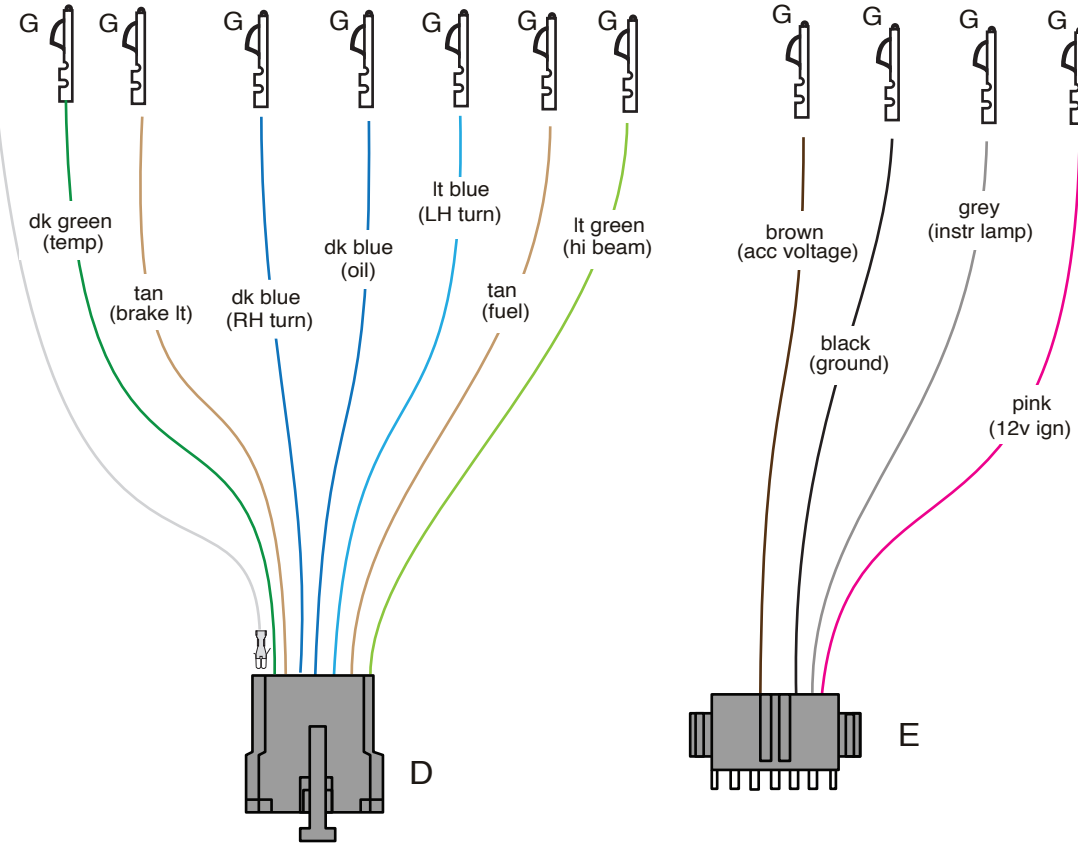 G G G G G G G G G G G
dk green
(temp)
tan
(brake lt)
dk blue
(RH turn)
dk blue
(oil)
lt blue
(LH turn)
tan
(fuel)
lt green
(hi beam)
brown
(acc voltage)
black
(ground)
grey
(instr lamp)
pink
(12v ign)
D
E